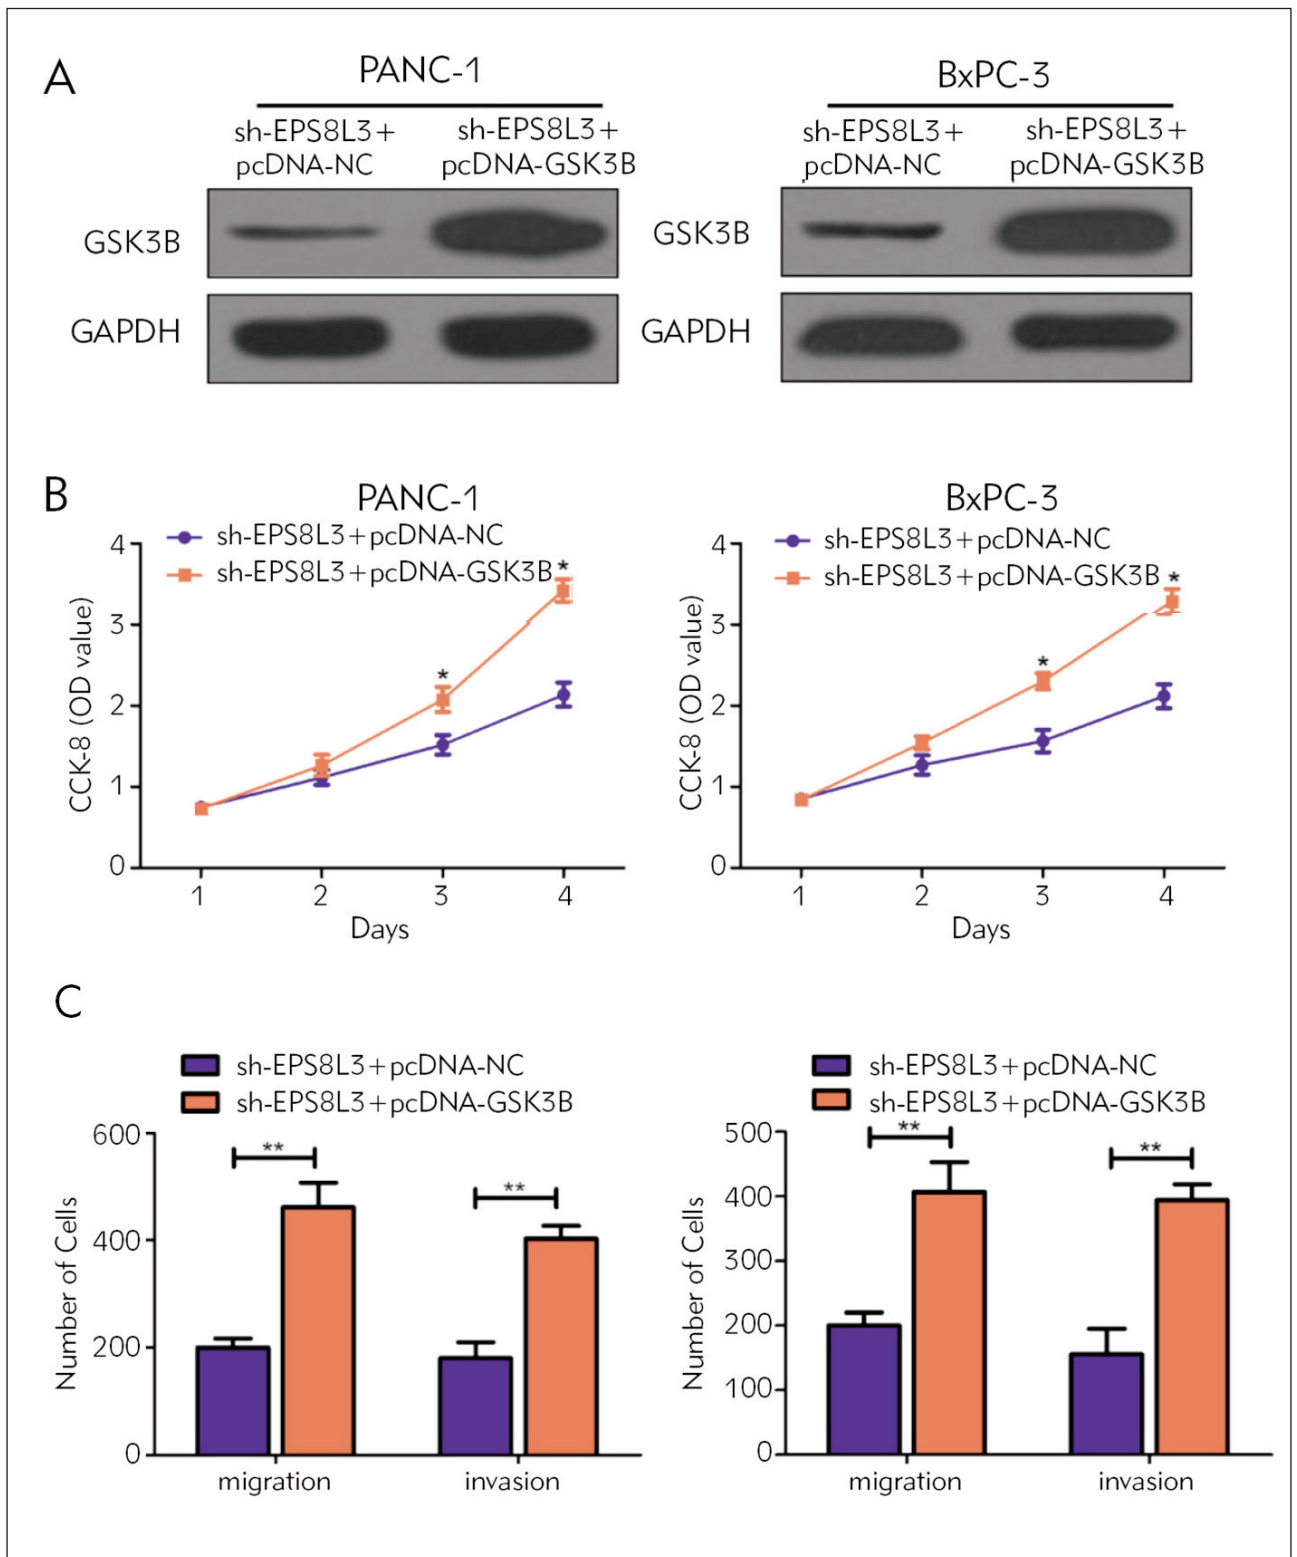 A
PANC-1
BxPC-3
sh-EPS8L3+
pcDNA-NC
sh-EPS8L3+
pcDNA-GSK3B
sh-EPS8L3+
pcDNA-NC
sh-EPS8L3+
pcDNA-GSK3B
GSK3B
GSK3B
GAPDH
GAPDH
B
PANC-1
sh-EPS8L3+pcDNA-NC
sh-EPS8L3+pcDNA-GSK3B
*
*
4
3
2
1
0
CCK-8 (OD value)
1 2 3 4
Days
BxPC-3
sh-EPS8L3+pcDNA-NC
sh-EPS8L3+pcDNA-GSK3B
*
*
4
3
2
1
0
CCK-8 (OD value)
1 2 3 4
Days
C
sh-EPS8L3+pcDNA-NC
sh-EPS8L3+pcDNA-GSK3B
600
400
200
0
Number of Cells
**
**
migration invasion
sh-EPS8L3+pcDNA-NC
sh-EPS8L3+pcDNA-GSK3B
500
400
300
200
100
0
Number of Cells
**
**
migration invasion